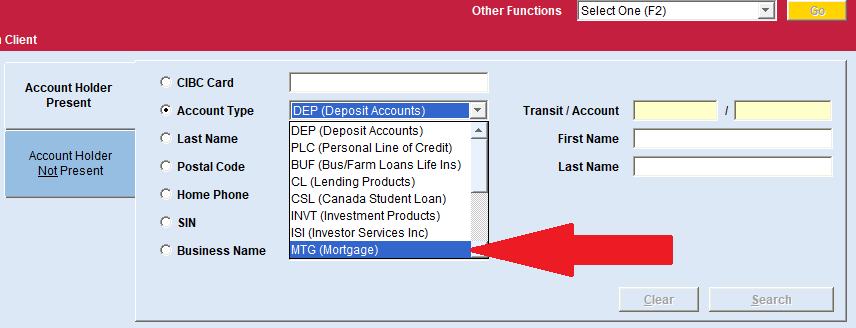 Other Functions Select One (F2) Go
Client
Account Holder
Present
Account Holder
Not Present
CIBC Card
Account Type DEP (Deposit Accounts) Transit / Account /
Last Name DEP (Deposit Accounts) First Name
PLC (Personal Line of Credit)
Postal Code BUF (Bus/Farm Loans Life Ins) Last Name
CL (Lending Products)
Home Phone CSL (Canada Student Loan)
INVT (Investment Products)
SIN ISI (Investor Services Inc)
Business Name MTG (Mortgage)
Clear Search